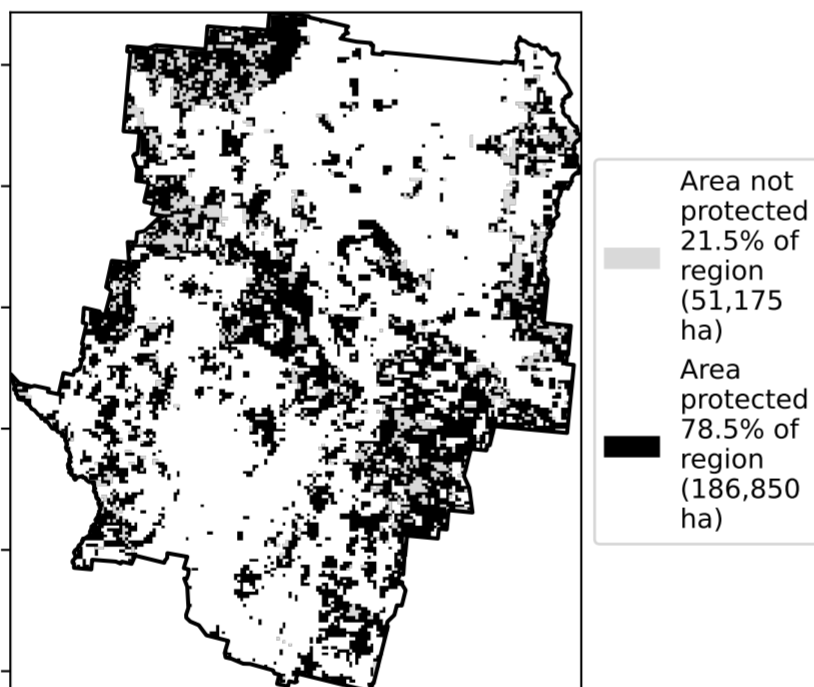 Area not
protected
21.5% of
region
(51,175
ha)
Area
protected
78.5% of
region
(186,850
ha)